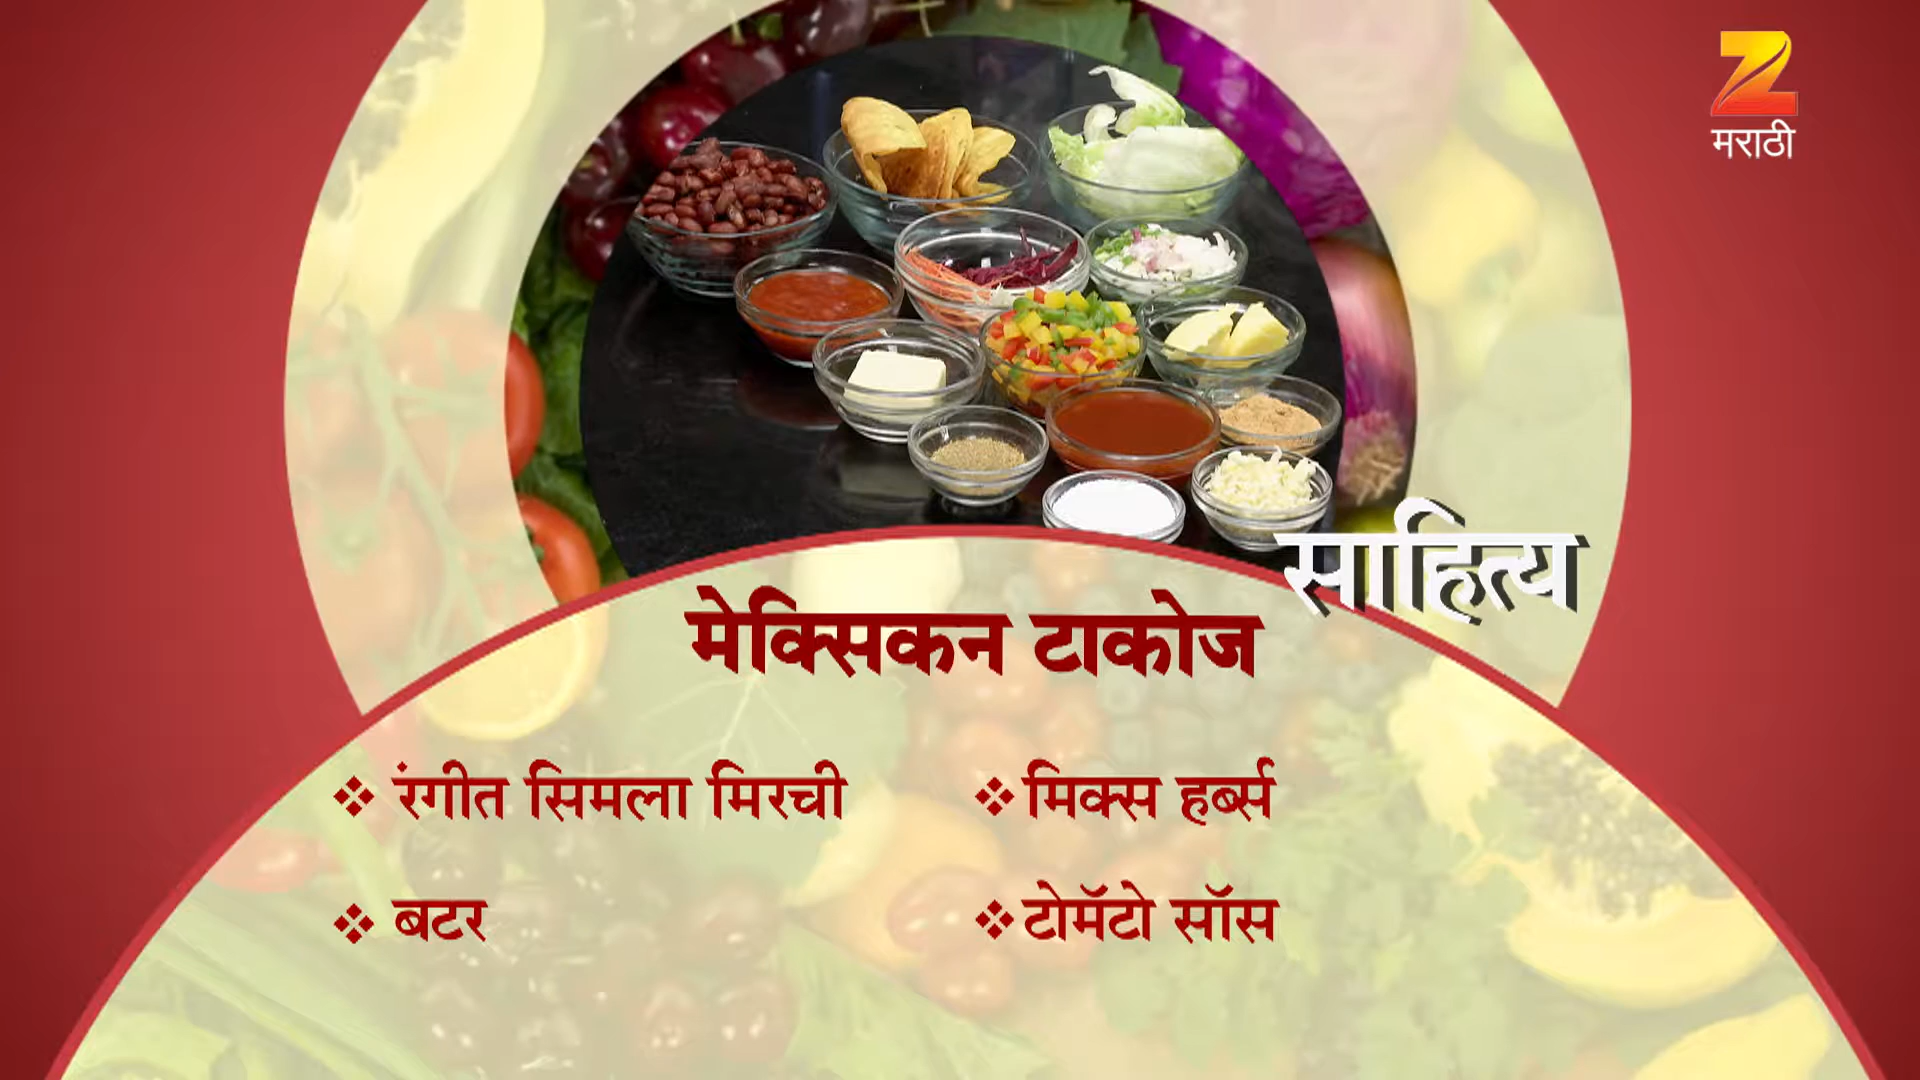 मराठी
साहित्य
मेक्सिकन टाकोज
❖ रंगीत सिमला मिरची
❖ मिक्स हर्ब्स
❖ बटर
❖ टोमॅटो सॉस